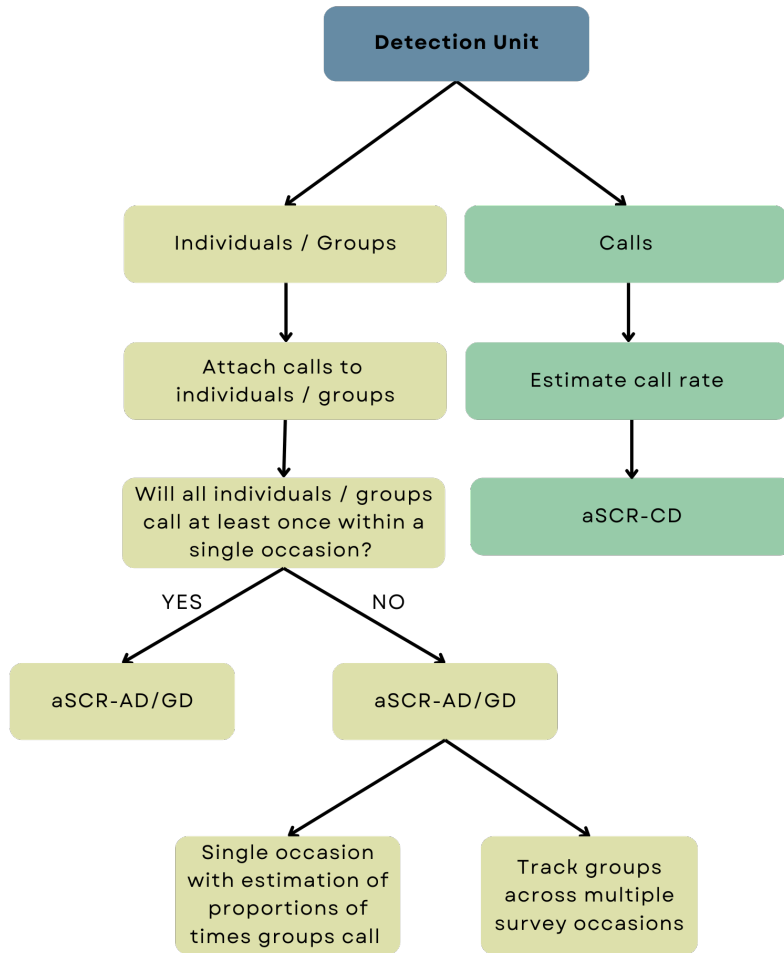 Detection Unit
Individuals / Groups
Calls
Attach calls to
individuals / groups
Estimate call rate
Will all individuals / groups
call at least once within a
single occasion?
aSCR-CD
YES
NO
aSCR-AD/GD
aSCR-AD/GD
Single occasion
with estimation of
proportions of
times groups call
Track groups
across multiple
survey occasions